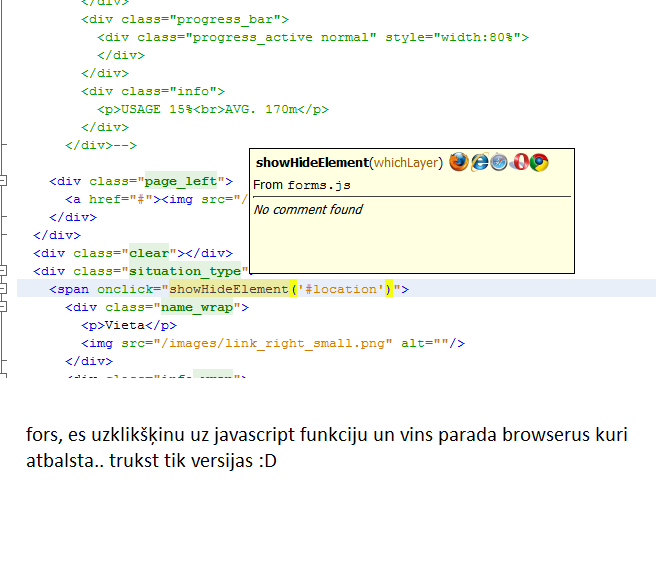 </div>
<div class="progress_bar">
<div class="progress_active normal" style="width:80%">
</div>
</div>
<div class="info">
<p>USAGE 15%<br>AVG. 170m</p>
</div>
</div>-->
showHideElement(whichLayer)
From forms.js
No comment found
<div class="page_left">
<a href="#"><img src="/
</div>
</div>
<div class="clear"></div>
<div class="situation_type"
<span onclick="showHideElement('#location')">
<div class="name_wrap">
<p>Vieta</p>
<img src="/images/link_right_small.png" alt=""/>
</div>
fors, es uzklikšķinu uz javascript funkciju un vins parada browserus kuri
atbalsta.. trukst tik versijas :D